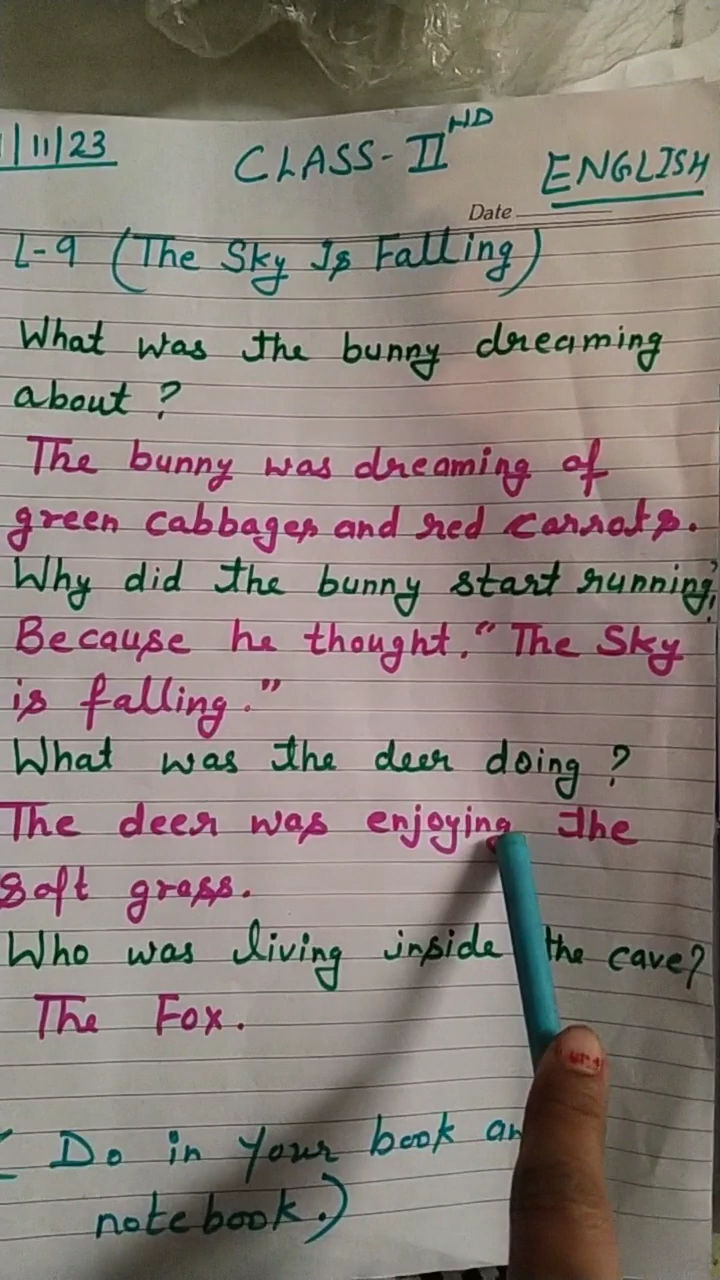 /11/23 CLASS-II ND ENGLISH
Date
L-9 (The Sky Is Falling)
What was the bunny dreaming
about ?
The bunny was dreaming of
green cabbages and red carrots.
Why did the bunny start running
Because he thought, "The Sky
is falling."
What was the deer doing ?
The deer was enjoying the
Soft grass.
Who was living inside the cave?
The Fox.
( Do in your book
notebook.)